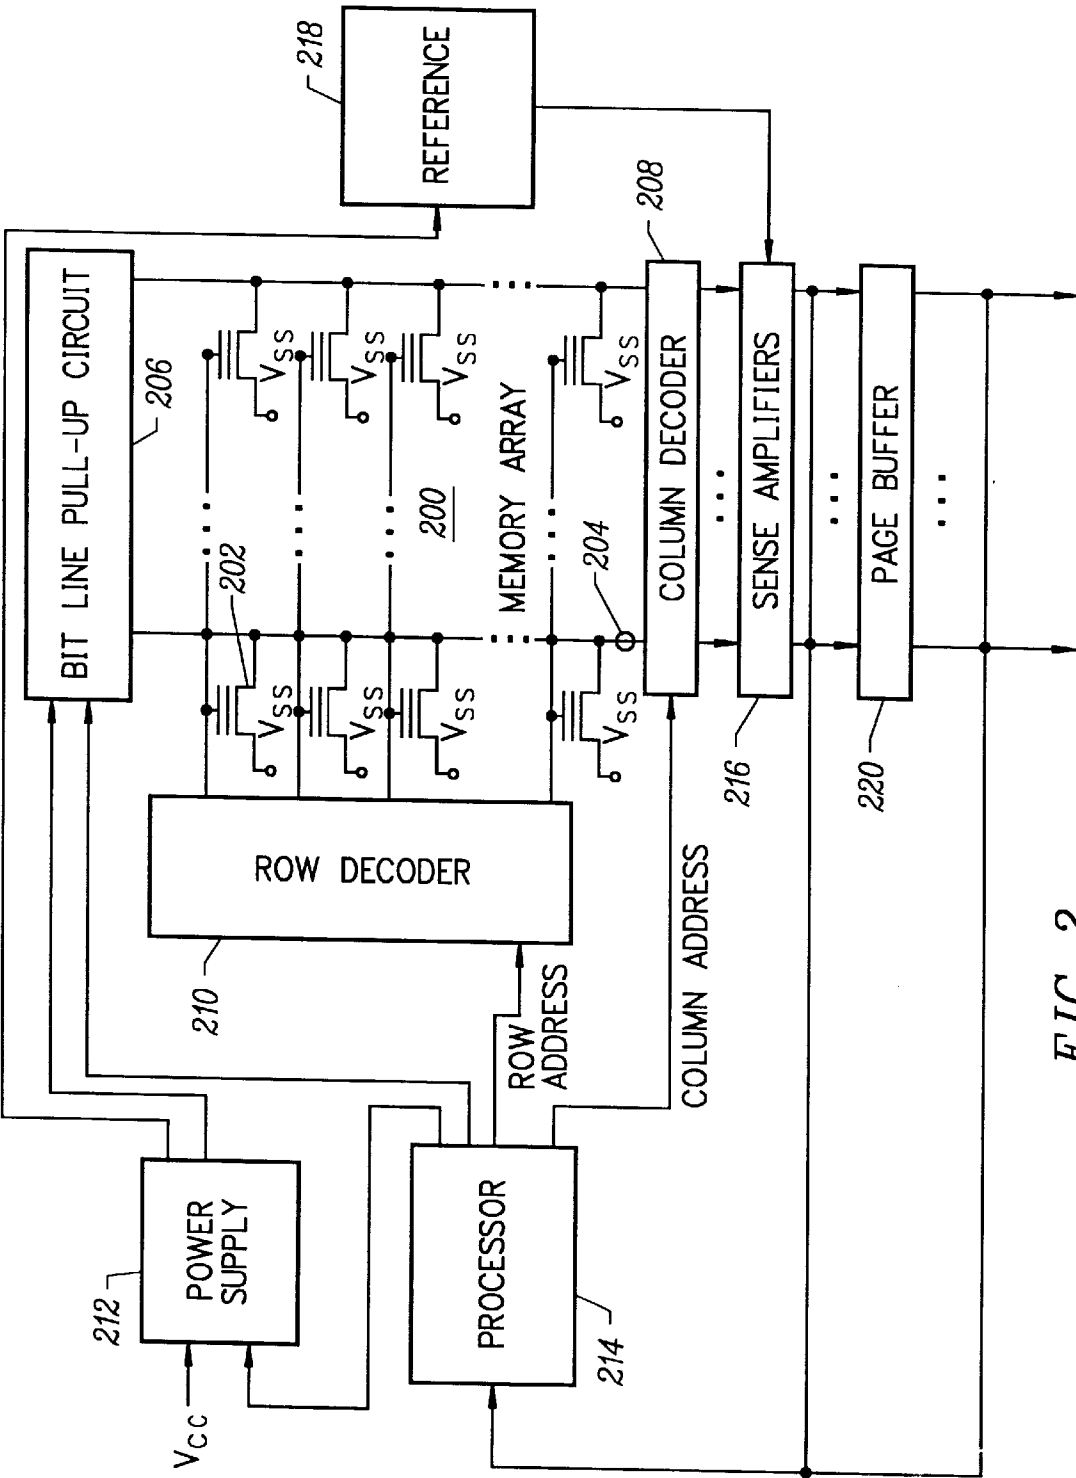 218
REFERENCE
BIT LINE PULL-UP CIRCUIT
206
202
VSS
VSS
VSS
VSS
VSS
VSS
VSS
VSS
200
MEMORY ARRAY
204
208
COLUMN DECODER
SENSE AMPLIFIERS
216
PAGE BUFFER
220
ROW DECODER
210
ROW
ADDRESS
COLUMN ADDRESS
POWER
SUPPLY
212
VCC
PROCESSOR
214
FIG. 2